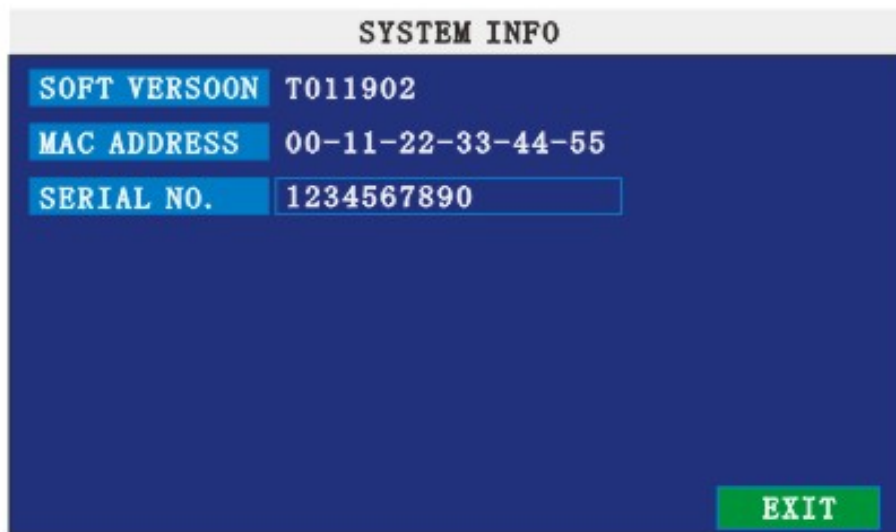 SYSTEM INFO
SOFT VERSOON T011902
MAC ADDRESS 00-11-22-33-44-55
SERIAL NO. 1234567890
EXIT